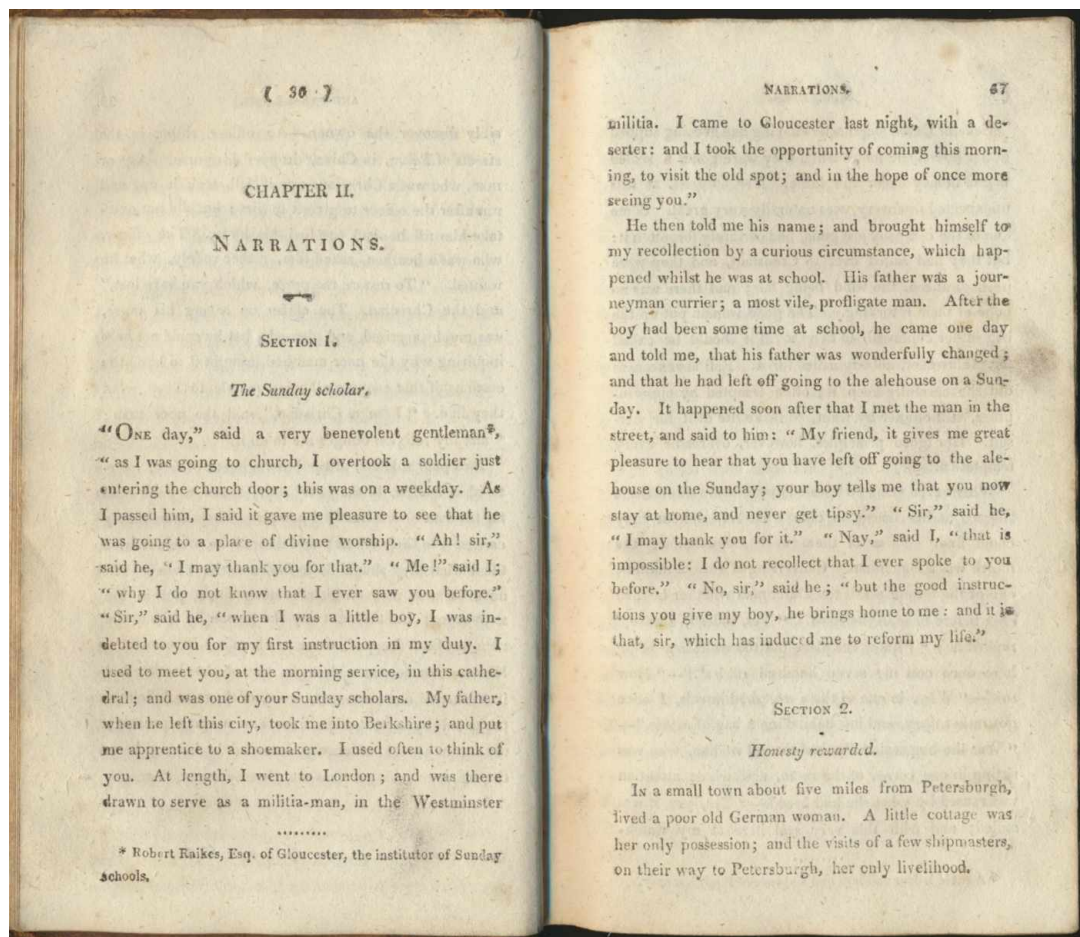 ( 36 )
CHAPTER II.
NARRATIONS.
SECTION 1.
The Sunday scholar.
"ONE day," said a very benevolent gentleman*,
"as I was going to church, I overtook a soldier just
entering the church door; this was on a weekday. As
I passed him, I said it gave me pleasure to see that he
was going to a place of divine worship. "Ah! sir,"
said he, "I may thank you for that." "Me!" said I;
"why I do not know that I ever saw you before."
"Sir," said he, "when I was a little boy, I was in-
debted to you for my first instruction in my duty. I
used to meet you, at the morning service, in this cathe-
dral; and was one of your Sunday scholars. My father,
when he left this city, took me into Berkshire; and put
me apprentice to a shoemaker. I used often to think of
you. At length, I went to London; and was there
drawn to serve as a militia-man, in the Westminster
* Robert Raikes, Esq. of Gloucester, the institutor of Sunday
schools.
NARRATIONS. 37
militia. I came to Gloucester last night, with a de-
serter: and I took the opportunity of coming this morn-
ing, to visit the old spot; and in the hope of once more
seeing you."
He then told me his name; and brought himself to
my recollection by a curious circumstance, which hap-
pened whilst he was at school. His father was a jour-
neyman currier; a most vile, profligate man. After the
boy had been some time at school, he came one day
and told me, that his father was wonderfully changed;
and that he had left off going to the alehouse on a Sun-
day. It happened soon after that I met the man in the
street, and said to him: "My friend, it gives me great
pleasure to hear that you have left off going to the ale-
house on the Sunday; your boy tells me that you now
stay at home, and never get tipsy." "Sir," said he,
"I may thank you for it." "Nay," said I, "that is
impossible: I do not recollect that I ever spoke to you
before." "No, sir," said he; "but the good instruc-
tions you give my boy, he brings home to me: and it is
that, sir, which has induced me to reform my life."
SECTION 2.
Honesty rewarded.
IN a small town about five miles from Petersburgh,
lived a poor old German woman. A little cottage was
her only possession; and the visits of a few shipmasters,
on their way to Petersburgh, her only livelihood.